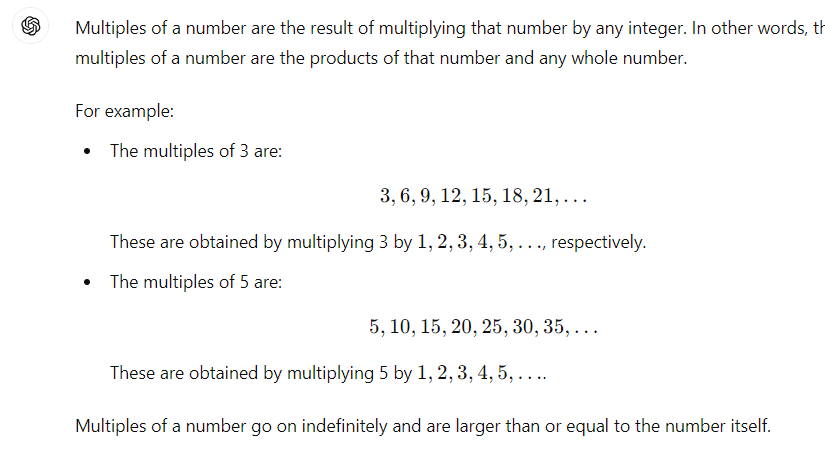 Multiples of a number are the result of multiplying that number by any integer. In other words,
multiples of a number are the products of that number and any whole number.
For example:
• The multiples of 3 are:
3, 6, 9, 12, 15, 18, 21, . . .
These are obtained by multiplying 3 by 1, 2, 3, 4, 5, . . ., respectively.
• The multiples of 5 are:
5, 10, 15, 20, 25, 30, 35, . . .
These are obtained by multiplying 5 by 1, 2, 3, 4, 5, . . ..
Multiples of a number go on indefinitely and are larger than or equal to the number itself.